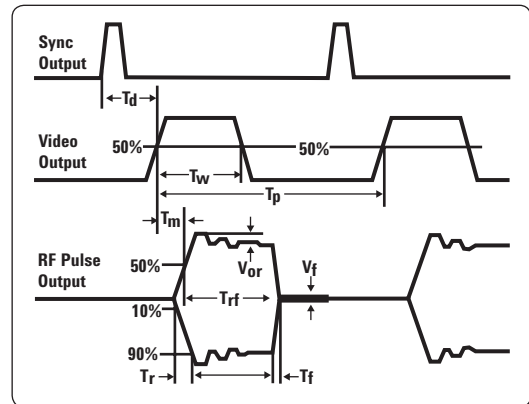 Sync
Output
Td
Video
Output
50%
50%
Tw
Tp
Tm
RF Pulse
Output
50%
Vor
Vf
Trf
10%
90%
Tr
Tf